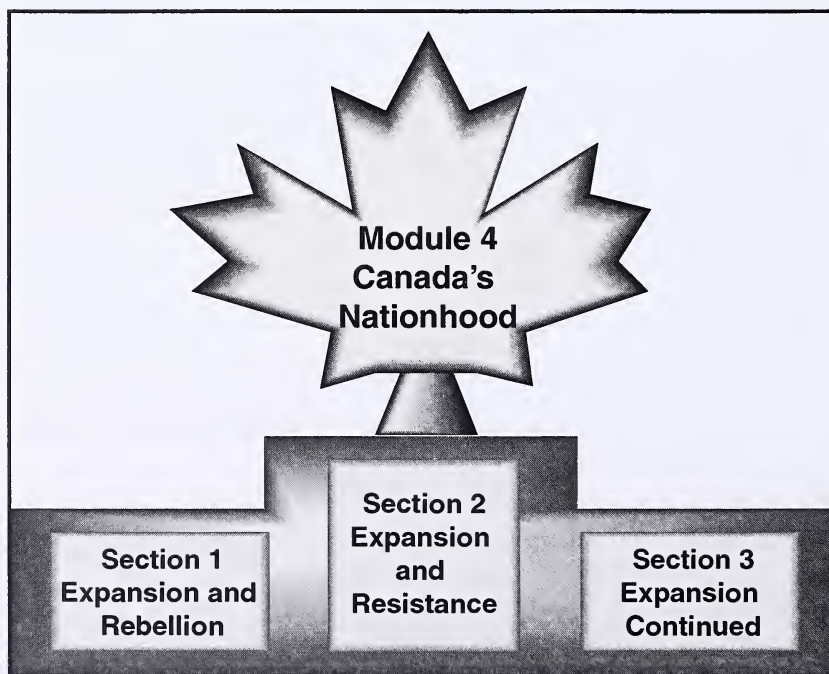 Module 4
Canada's
Nationhood
Section 1
Expansion and
Rebellion
Section 2
Expansion
and
Resistance
Section 3
Expansion
Continued